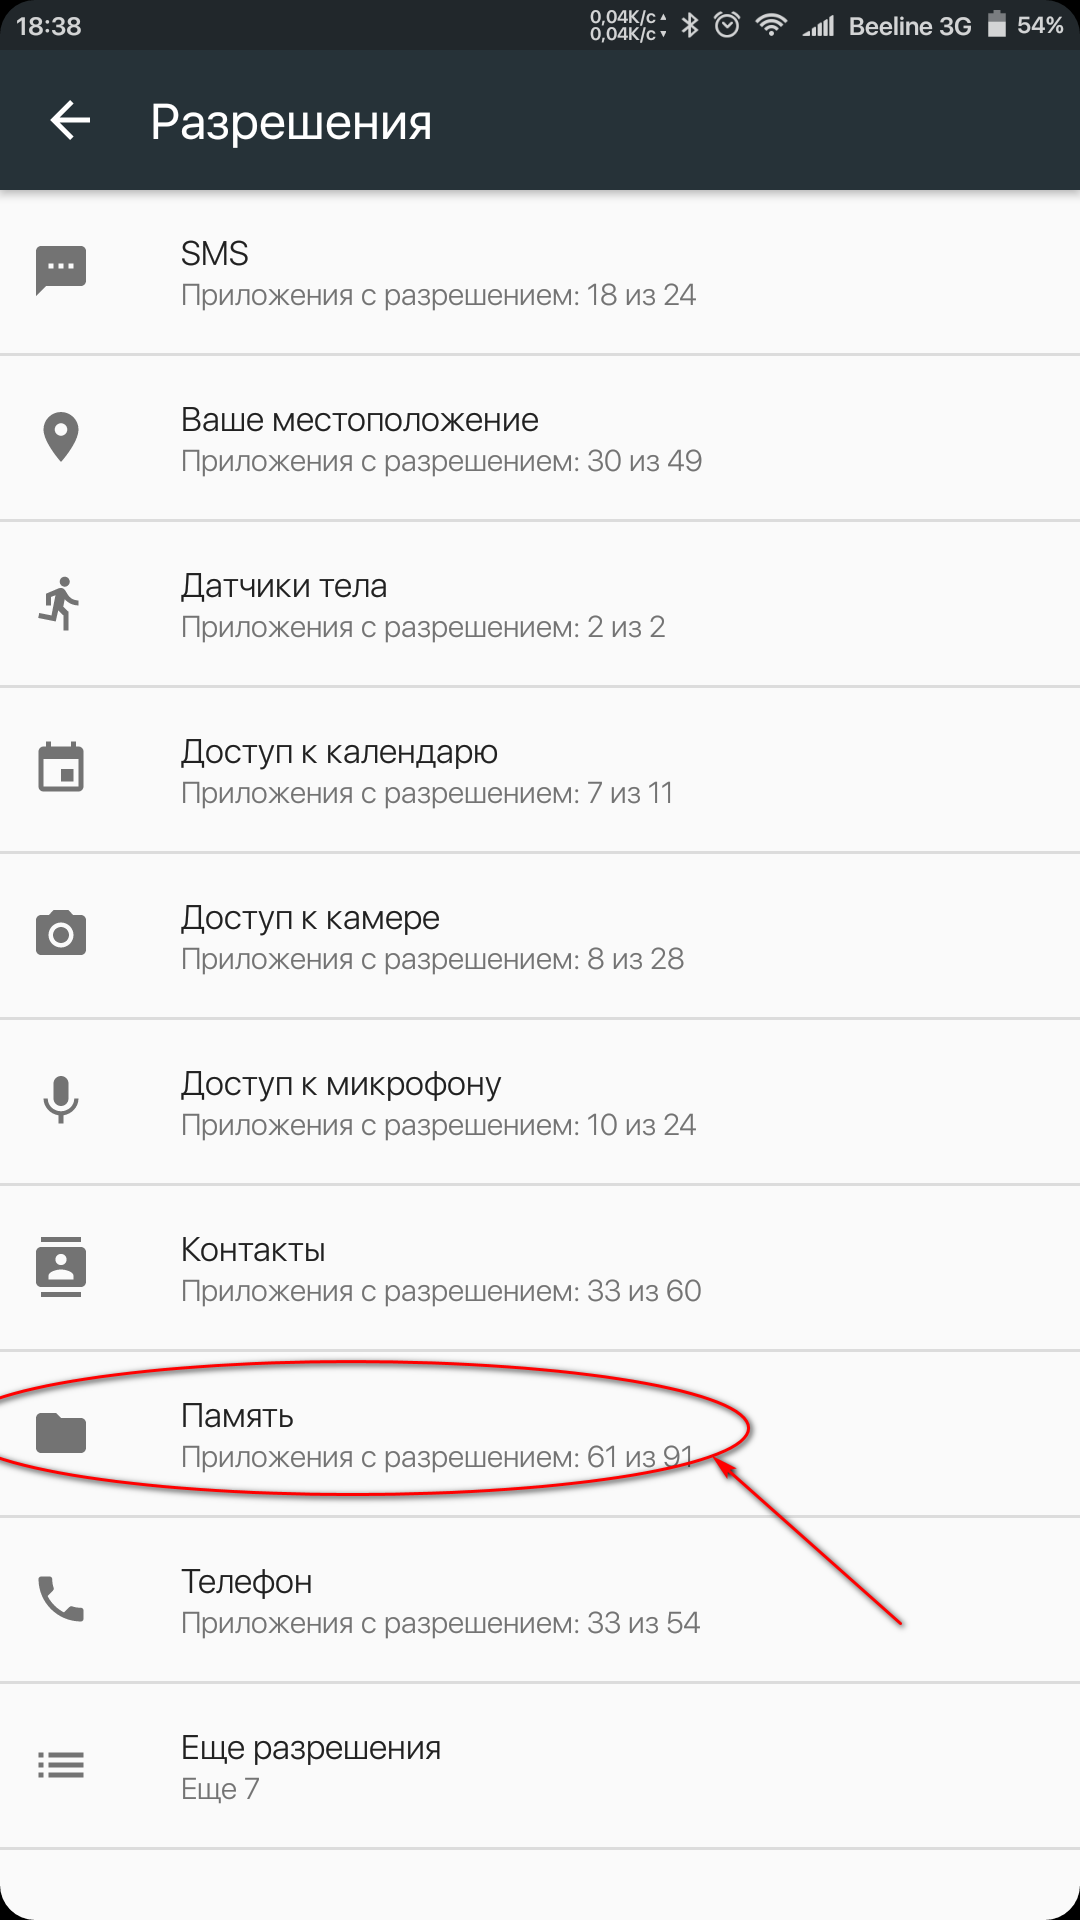 18:38
0,04K/c
0,04K/c
Beeline 3G
54%
Разрешения
SMS
Приложения с разрешением: 18 из 24
Ваше местоположение
Приложения с разрешением: 30 из 49
Датчики тела
Приложения с разрешением: 2 из 2
Доступ к календарю
Приложения с разрешением: 7 из 11
Доступ к камере
Приложения с разрешением: 8 из 28
Доступ к микрофону
Приложения с разрешением: 10 из 24
Контакты
Приложения с разрешением: 33 из 60
Память
Приложения с разрешением: 61 из 91
Телефон
Приложения с разрешением: 33 из 54
Еще разрешения
Еще 7